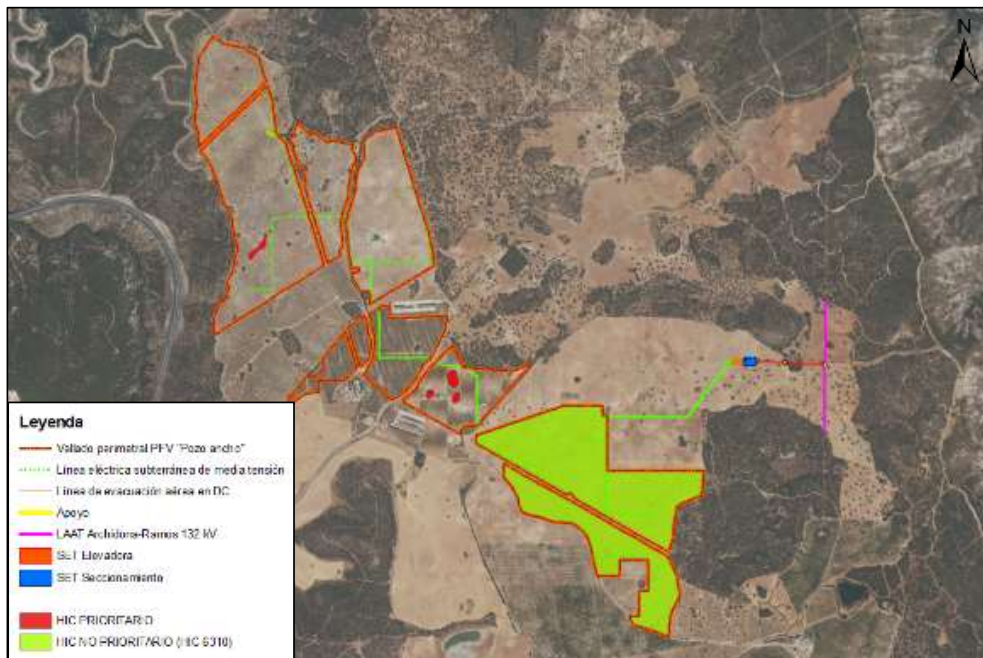 N
Leyenda
Vallado perimetral PFV "Pozo ancho"
Línea eléctrica subterránea de media tensión
Línea de evacuación aérea en DC
Apoyo
LAAT Archidona-Ramos 132 kV
SET Elevadora
SET Seccionamiento
HIC PRIORITARIO
HIC NO PRIORITARIO (HIC 6310)